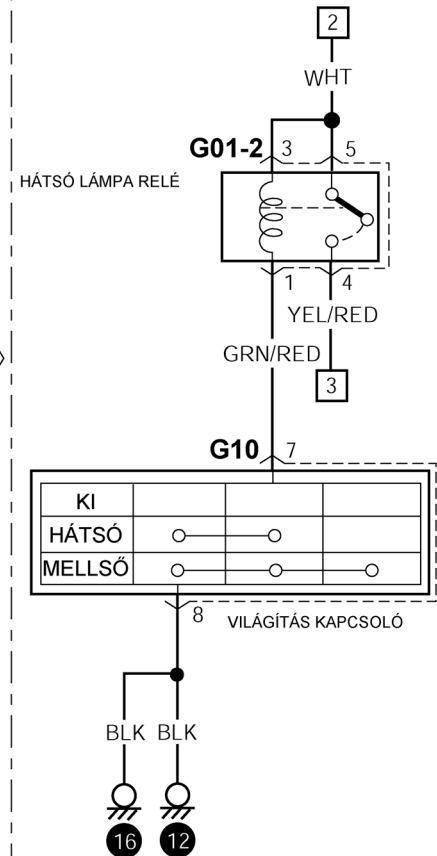 2
WHT
G01-2 3 5
HÁTSÓ LÁMPA RELÉ
1 4
YEL/RED
GRN/RED
3
G10 7
KI
HÁTSÓ
MELLSŐ
8 VILÁGÍTÁS KAPCSOLÓ
BLK BLK
16 12